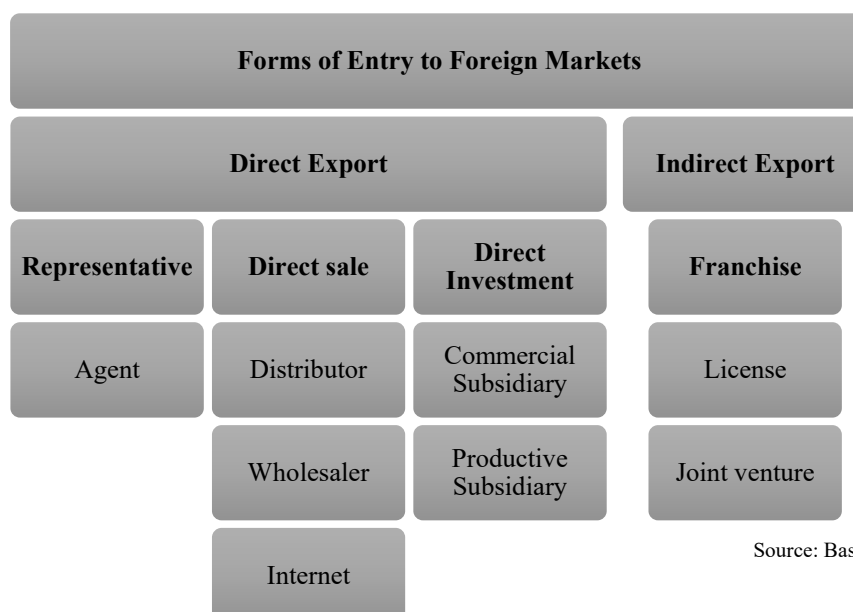 Forms of Entry to Foreign Markets
Direct Export
Indirect Export
Representative
Direct sale
Direct
Investment
Franchise
Agent
Distributor
Commercial
Subsidiary
License
Wholesaler
Productive
Subsidiary
Joint venture
Internet
Source: